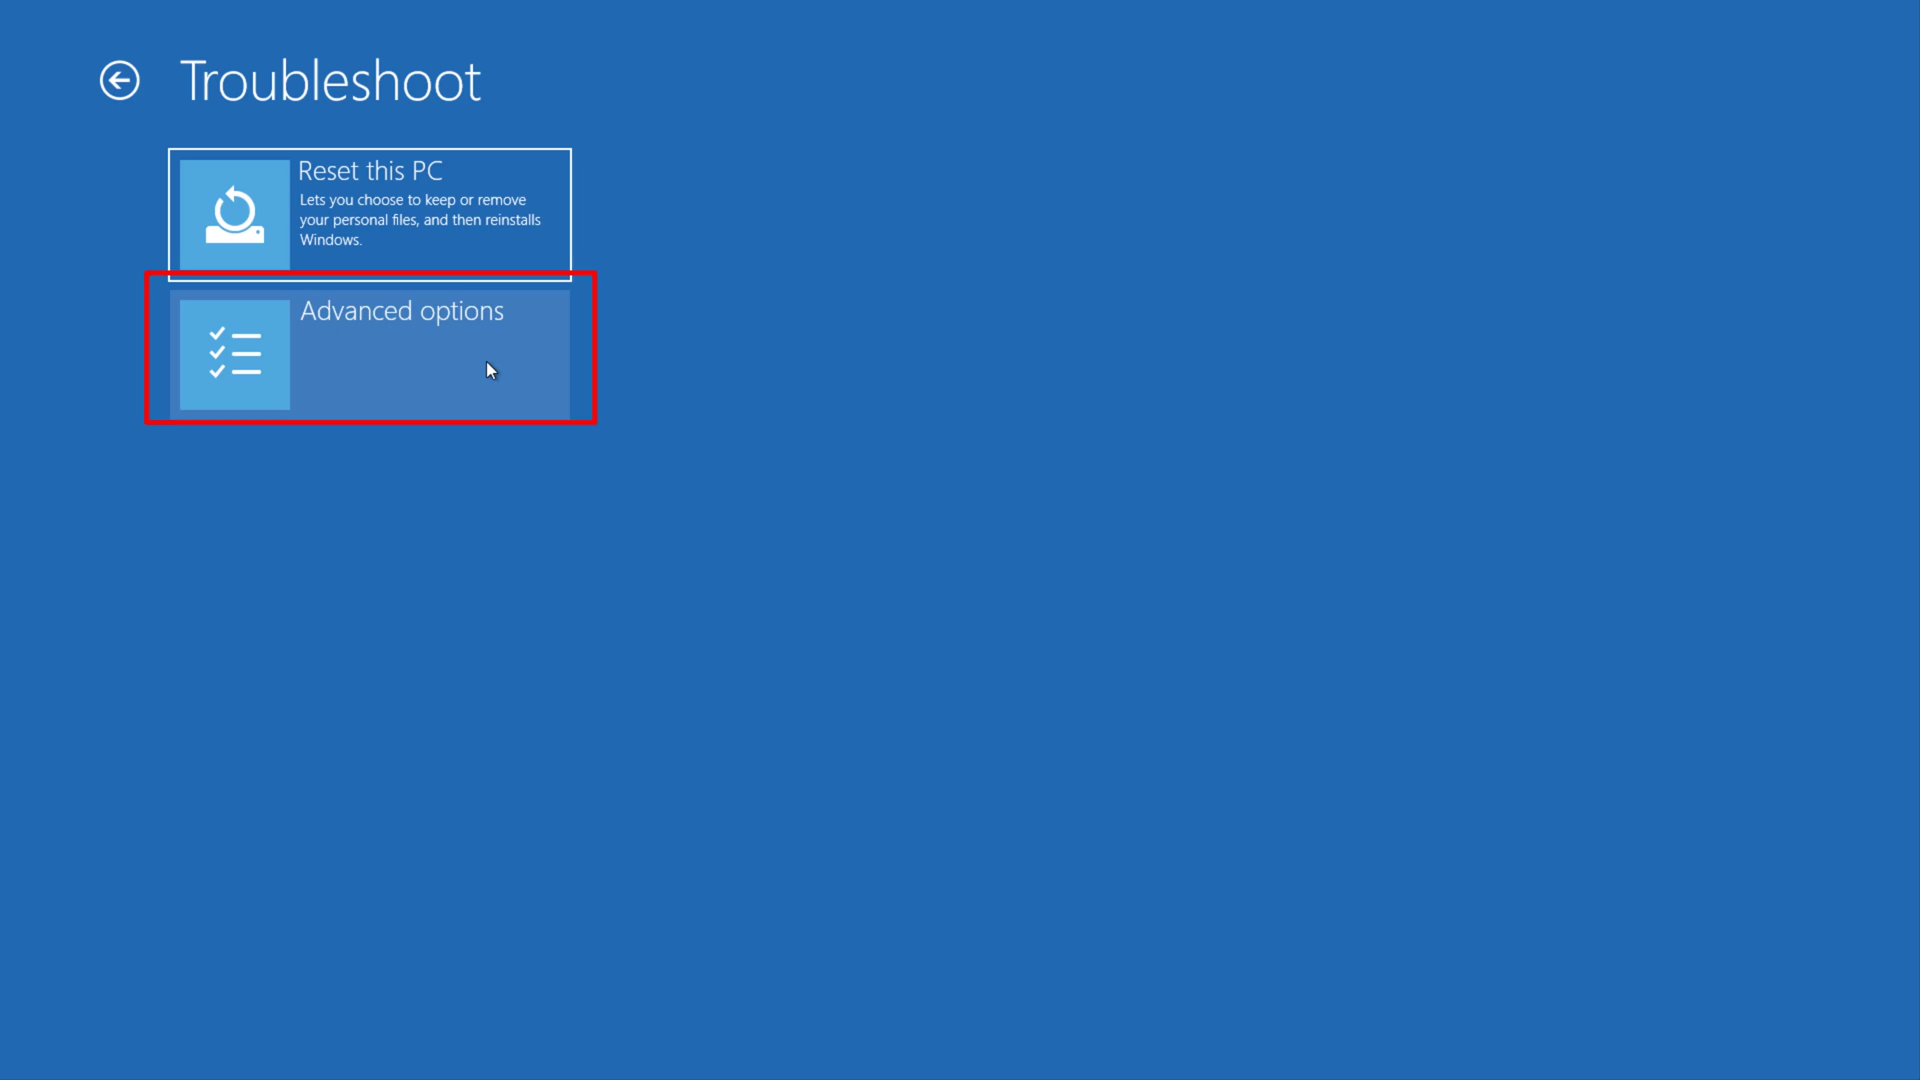 Troubleshoot
Reset this PC
Lets you choose to keep or remove
your personal files, and then reinstalls
Windows.
Advanced options